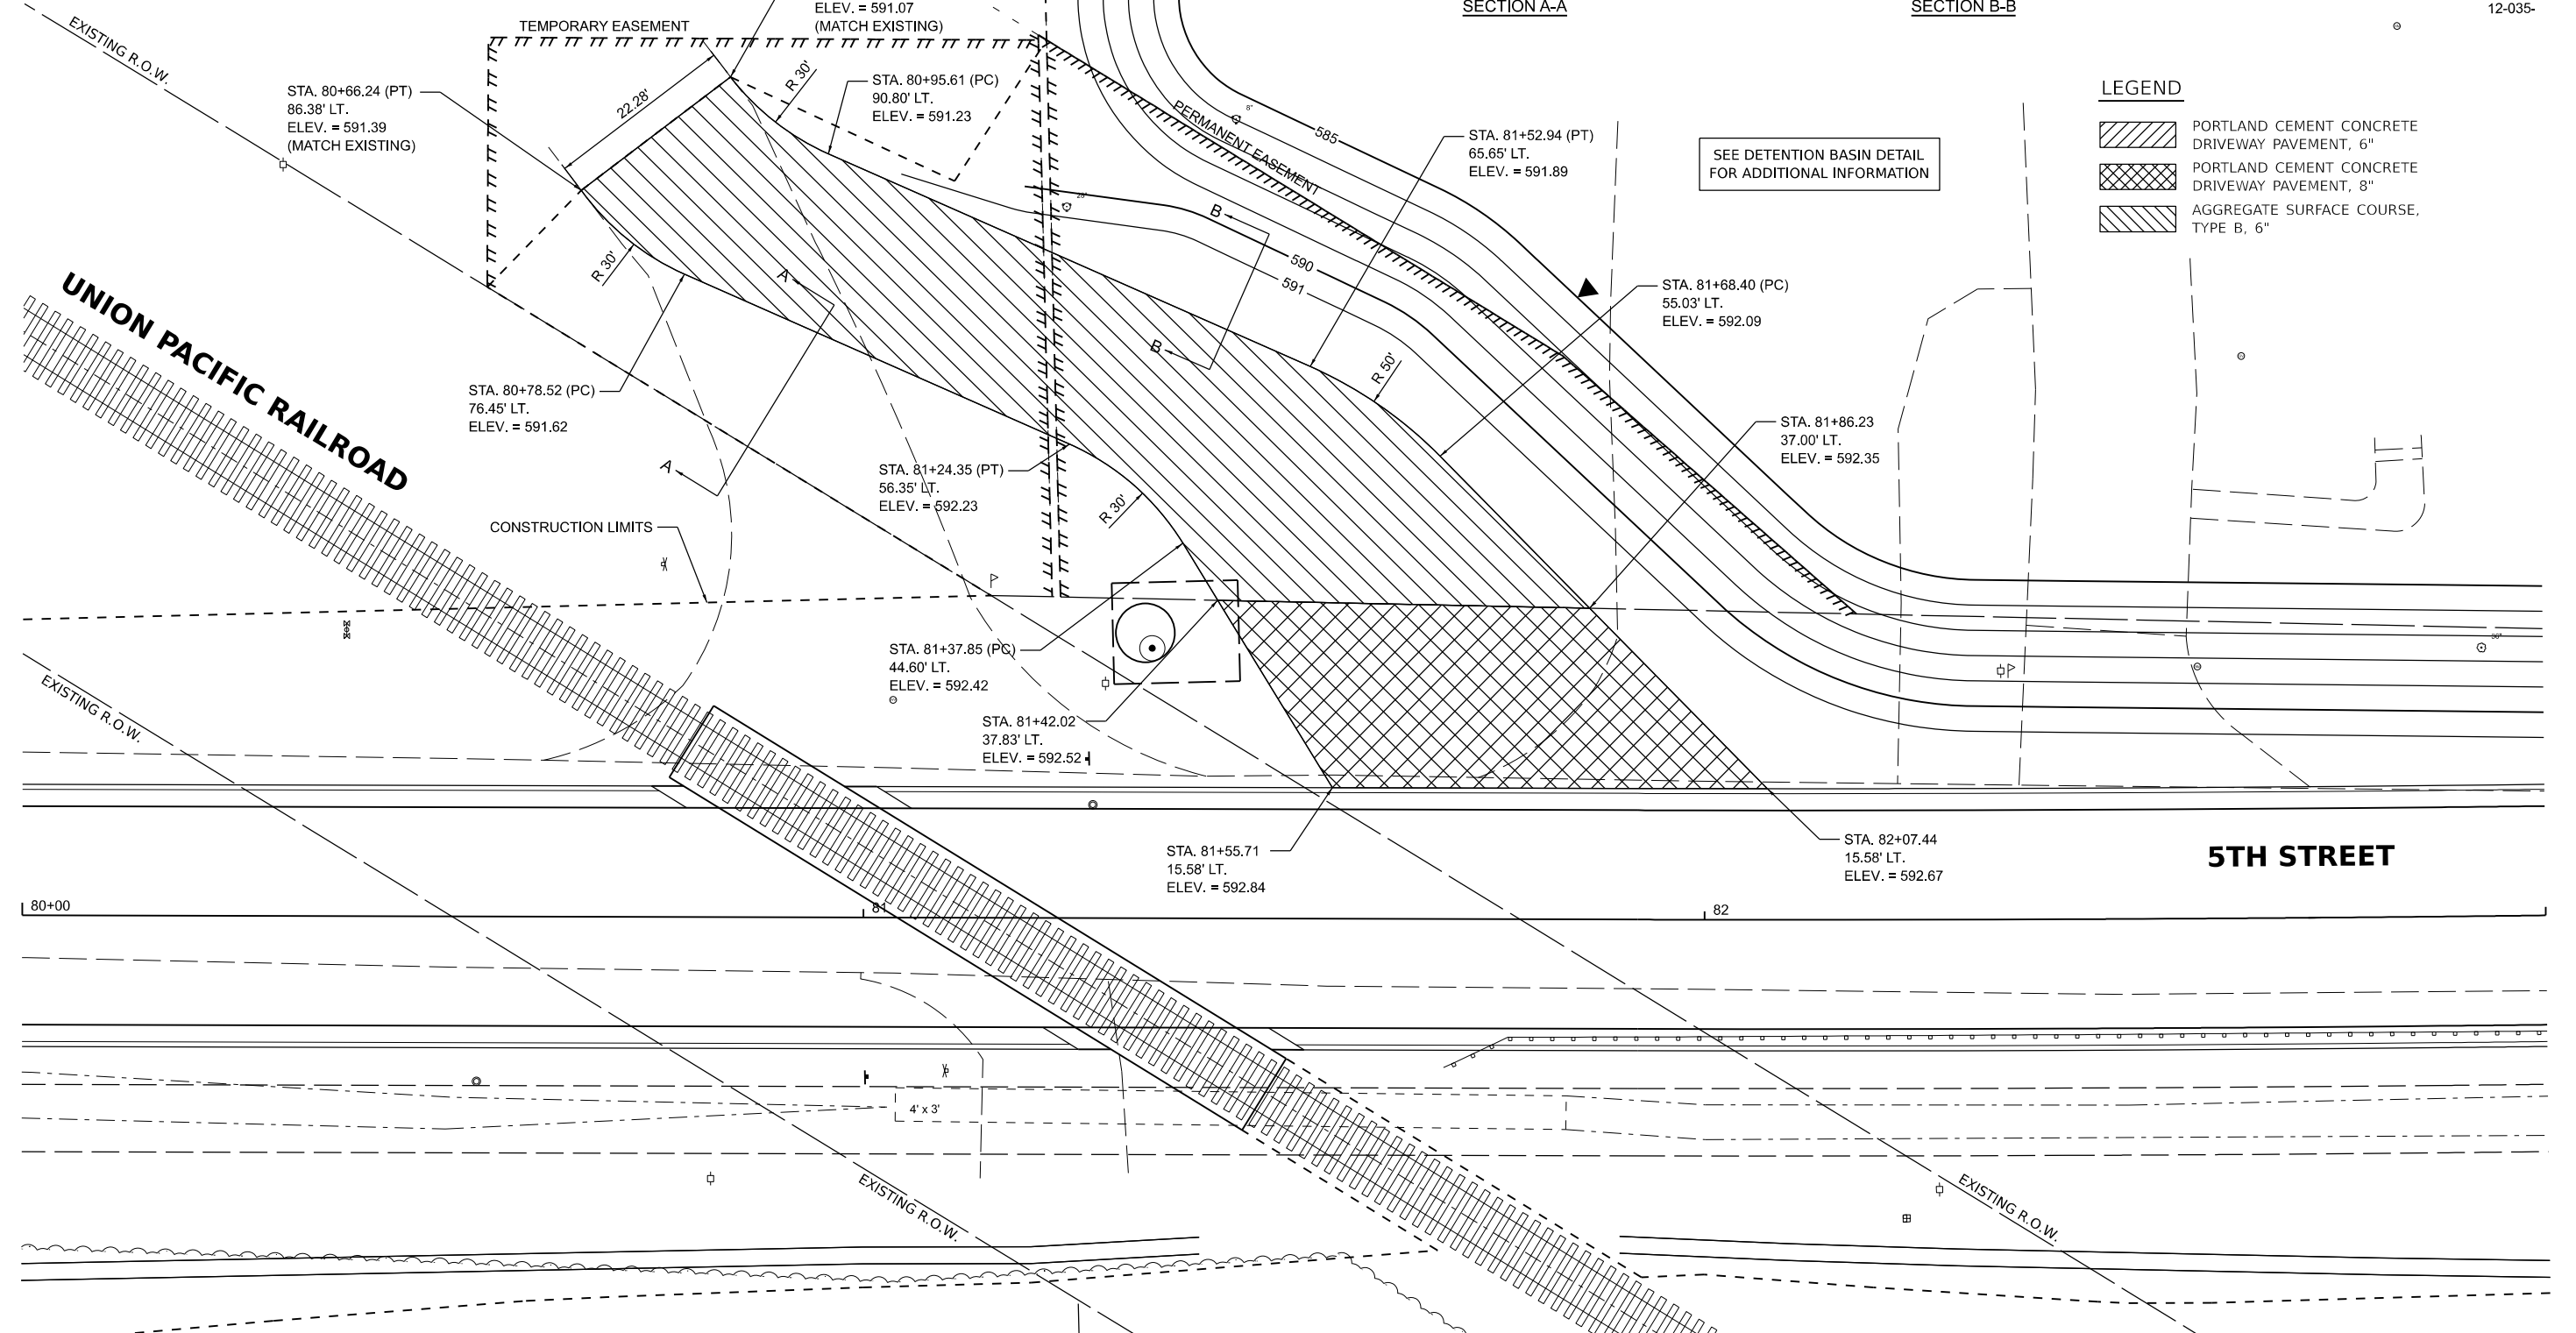 ELEV. = 591.07
(MATCH EXISTING)
SECTION A-A
SECTION B-B
12-035-
TEMPORARY EASEMENT
EXISTING R.O.W.
STA. 80+66.24 (PT)
86.38' LT.
ELEV. = 591.39
(MATCH EXISTING)
22.28'
R 30'
STA. 80+95.61 (PC)
90.80' LT.
ELEV. = 591.23
PERMANENT EASEMENT
8"
585
STA. 81+52.94 (PT)
65.65' LT.
ELEV. = 591.89
SEE DETENTION BASIN DETAIL
FOR ADDITIONAL INFORMATION
LEGEND
PORTLAND CEMENT CONCRETE
DRIVEWAY PAVEMENT, 6"
PORTLAND CEMENT CONCRETE
DRIVEWAY PAVEMENT, 8"
AGGREGATE SURFACE COURSE,
TYPE B, 6"
B
590
591
R 30'
A
STA. 81+68.40 (PC)
55.03' LT.
ELEV. = 592.09
UNION PACIFIC RAILROAD
B
R 50'
STA. 80+78.52 (PC)
76.45' LT.
ELEV. = 591.62
STA. 81+86.23
37.00' LT.
ELEV. = 592.35
A
STA. 81+24.35 (PT)
56.35' LT.
ELEV. = 592.23
R 30'
CONSTRUCTION LIMITS
STA. 81+37.85 (PC)
44.60' LT.
ELEV. = 592.42
EXISTING R.O.W.
STA. 81+42.02
37.83' LT.
ELEV. = 592.52
STA. 81+55.71
15.58' LT.
ELEV. = 592.84
STA. 82+07.44
15.58' LT.
ELEV. = 592.67
5TH STREET
80+00
81
82
4' x 3'
EXISTING R.O.W.
EXISTING R.O.W.